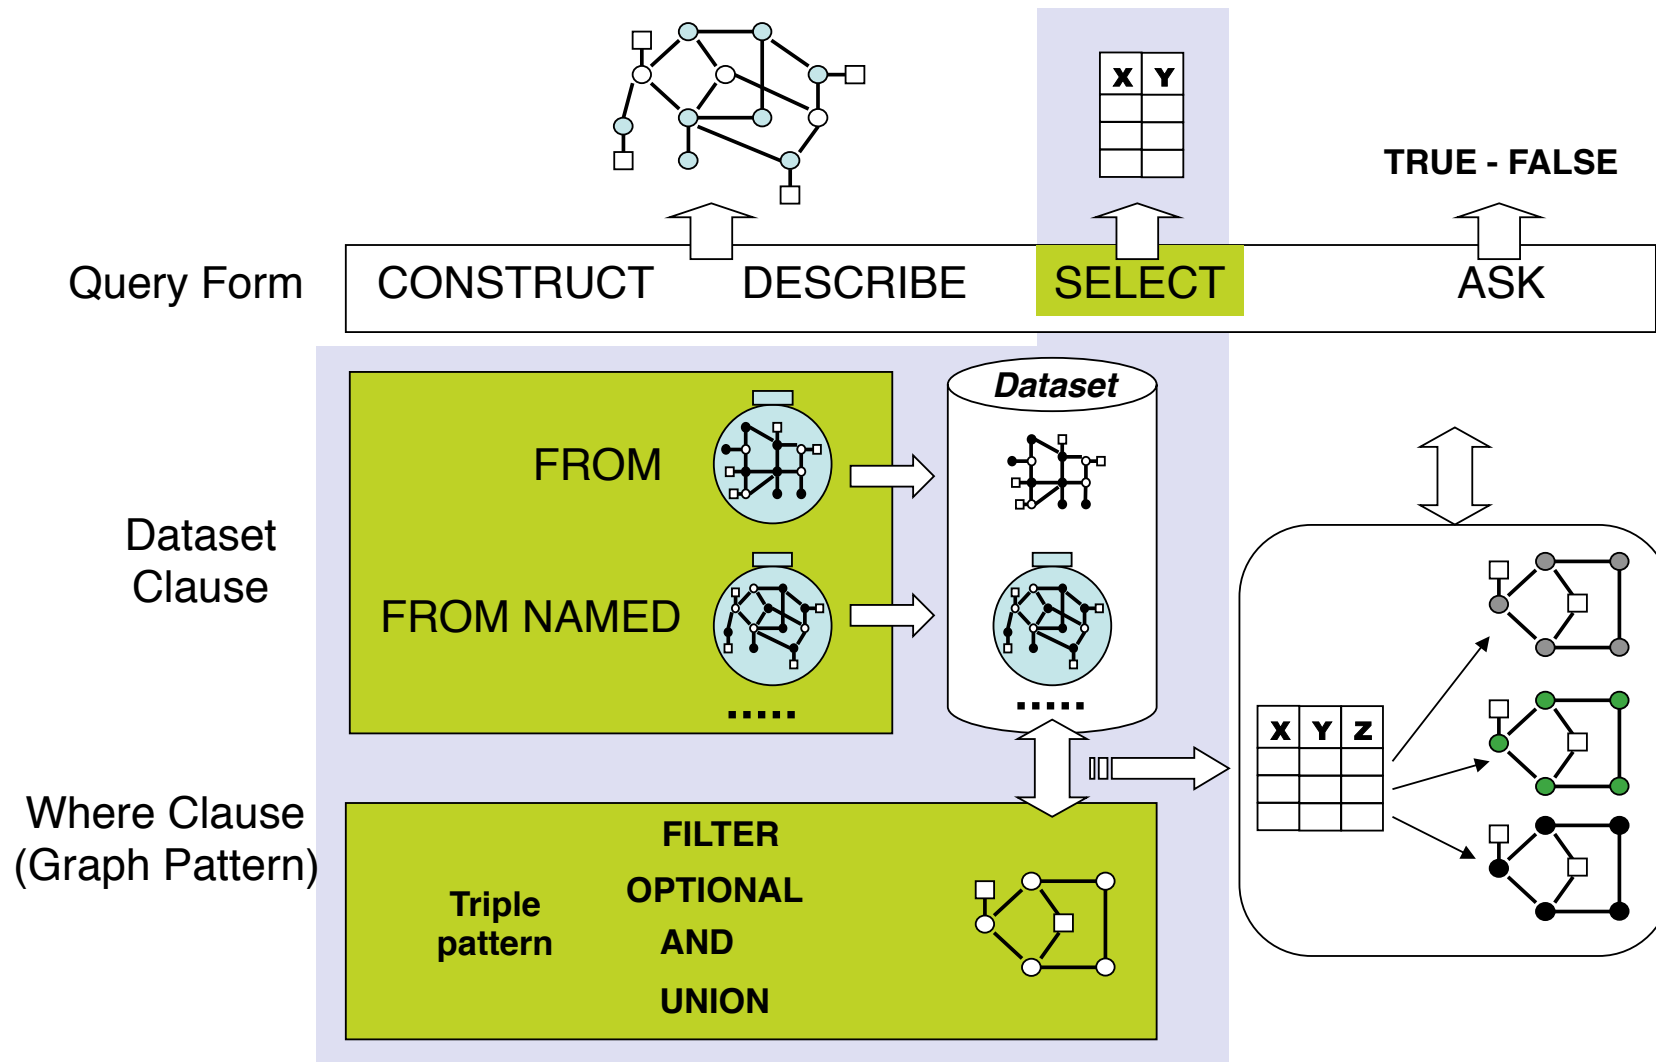 X Y
TRUE - FALSE
Query Form
CONSTRUCT DESCRIBE SELECT ASK
Dataset
FROM
Dataset
Clause
FROM NAMED
.....
.....
X Y Z
Where Clause
(Graph Pattern)
FILTER
OPTIONAL
Triple
pattern
AND
UNION